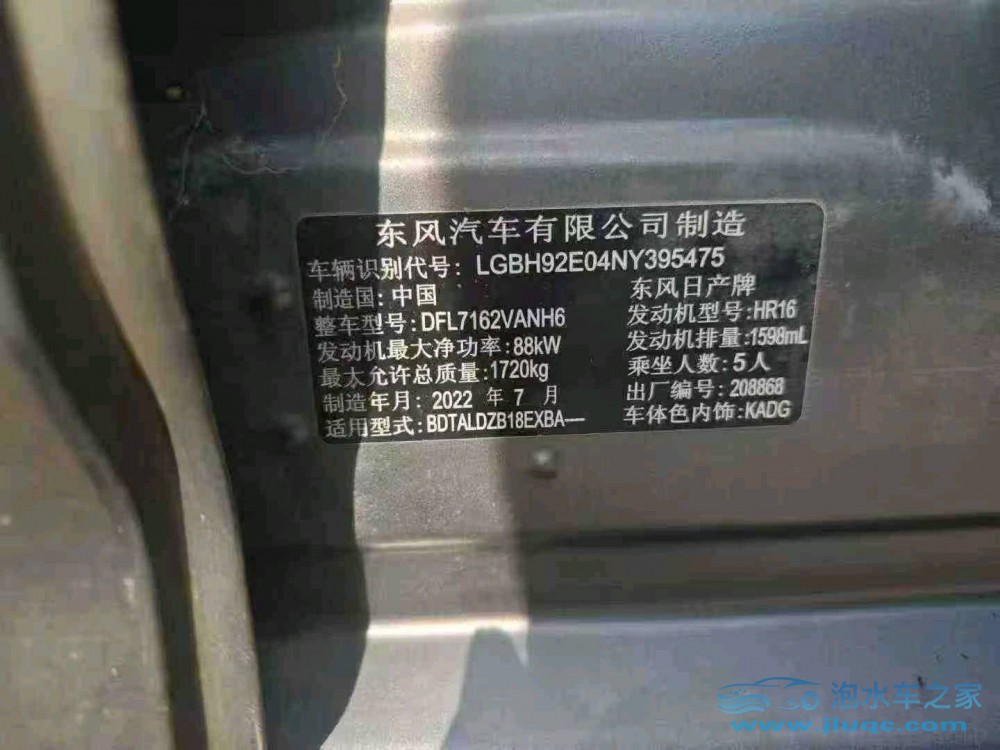 东风汽车有限公司制造
车辆识别代号: LGBH92E04NY395475
制造国: 中国
东风日产牌
整车型号: DFL7162VANH6
发动机型号: HR16
发动机最大净功率: 88kW
发动机排量: 1598mL
最大允许总质量: 1720kg
乘坐人数: 5人
制造年月: 2022 年 7 月
出厂编号: 208868
适用型式: BDTALDZB18EXBA—
车体色内饰: KADG
泡水车之家
www.jluqc.com